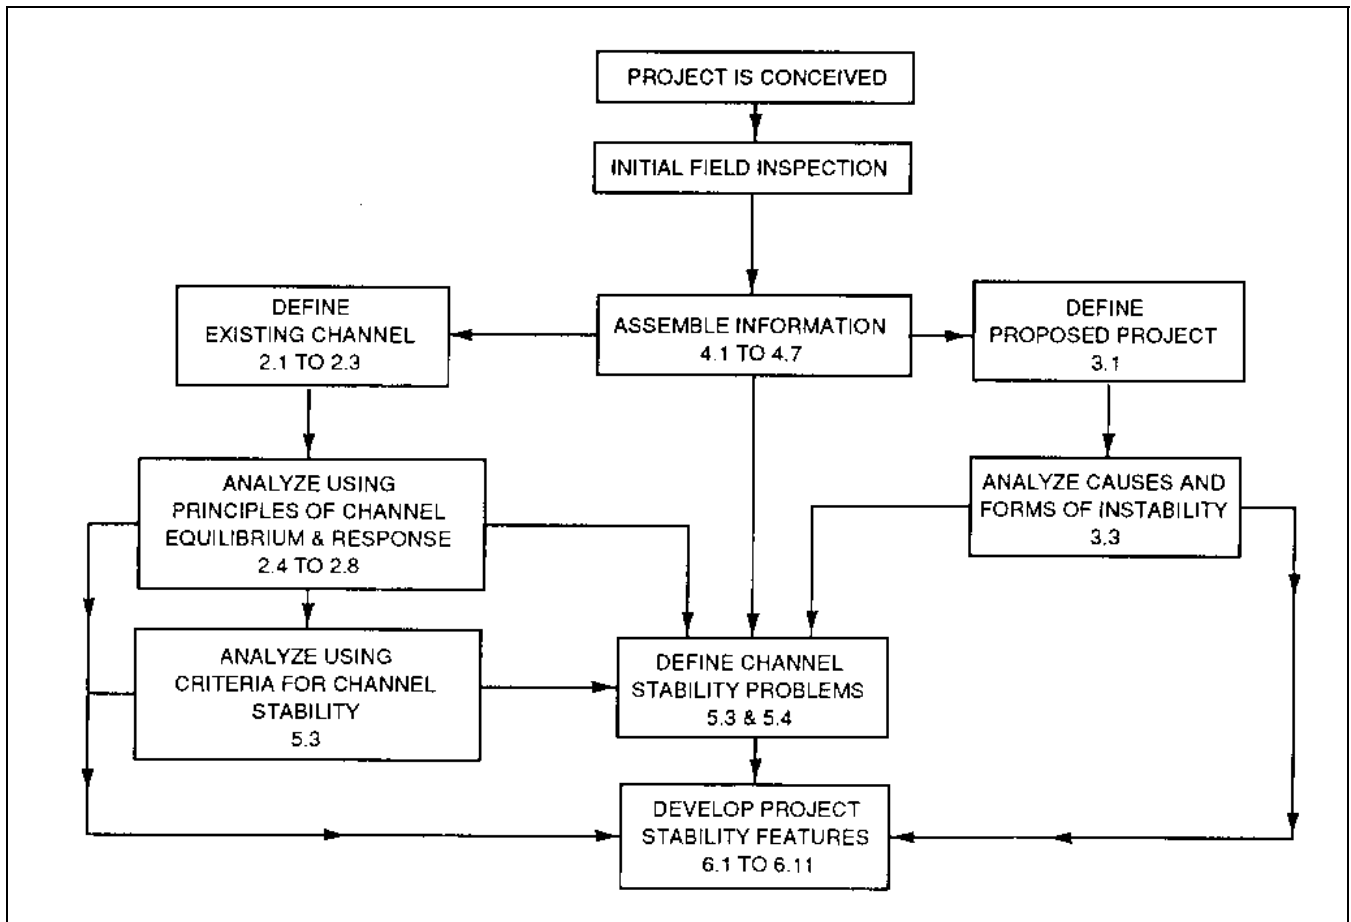 PROJECT IS CONCEIVED
INITIAL FIELD INSPECTION
DEFINE
EXISTING CHANNEL
2.1 TO 2.3
ASSEMBLE INFORMATION
4.1 TO 4.7
DEFINE
PROPOSED PROJECT
3.1
ANALYZE USING
PRINCIPLES OF CHANNEL
EQUILIBRIUM & RESPONSE
2.4 TO 2.8
ANALYZE CAUSES AND
FORMS OF INSTABILITY
3.3
ANALYZE USING
CRITERIA FOR CHANNEL
STABILITY
5.3
DEFINE CHANNEL
STABILITY PROBLEMS
5.3 & 5.4
DEVELOP PROJECT
STABILITY FEATURES
6.1 TO 6.11